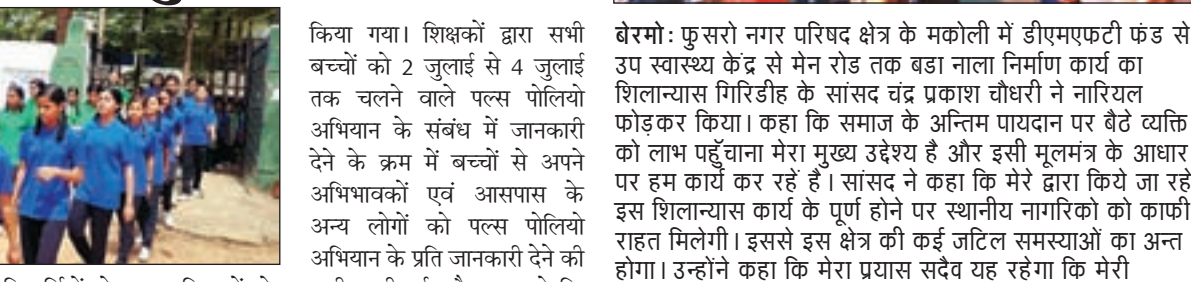 किया गया। शिक्षकों द्वारा सभी
बच्चों को 2 जुलाई से 4 जुलाई
तक चलने वाले पल्स पोलियो
अभियान के संबंध में जानकारी
देने के क्रम में बच्चों से अपने
अभिभावकों एवं आसपास के
अन्य लोगों को पल्स पोलियो
अभियान के प्रति जानकारी देने की
बेरमो: फुसरो नगर परिषद क्षेत्र के मकोली में डीएमएफटी फंड से
उप स्वास्थ्य केंद्र से मेन रोड तक बडा नाला निर्माण कार्य का
शिलान्यास गिरिडीह के सांसद चंद्र प्रकाश चौधरी ने नारियल
फोड़कर किया। कहा कि समाज के अन्तिम पायदान पर बैठे व्यक्ति
को लाभ पहुँचाना मेरा मुख्य उद्देश्य है और इसी मूलमंत्र के आधार
पर हम कार्य कर रहें है। सांसद ने कहा कि मेरे द्वारा किये जा रहे
इस शिलान्यास कार्य के पूर्ण होने पर स्थानीय नागरिको को काफी
राहत मिलेगी। इससे इस क्षेत्र की कई जटिल समस्याओं का अन्त
होगा। उन्होंने कहा कि मेरा प्रयास सदैव यह रहेगा कि मेरी